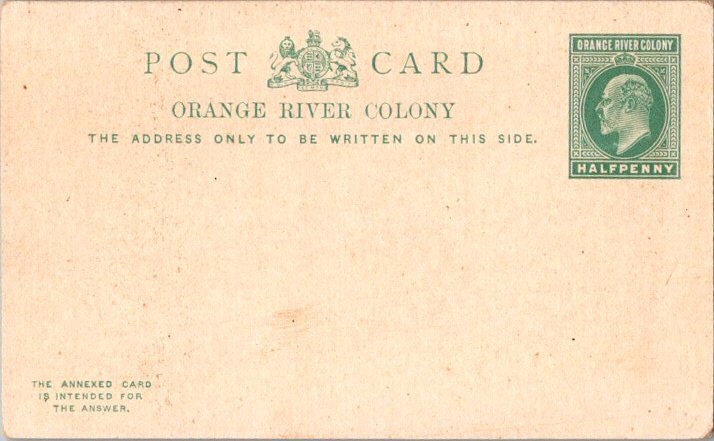 POST CARD
ORANGE RIVER COLONY
THE ADDRESS ONLY TO BE WRITTEN ON THIS SIDE.
ORANGE RIVER COLONY
HALFPENNY
THE ANNEXED CARD
IS INTENDED FOR
THE ANSWER.